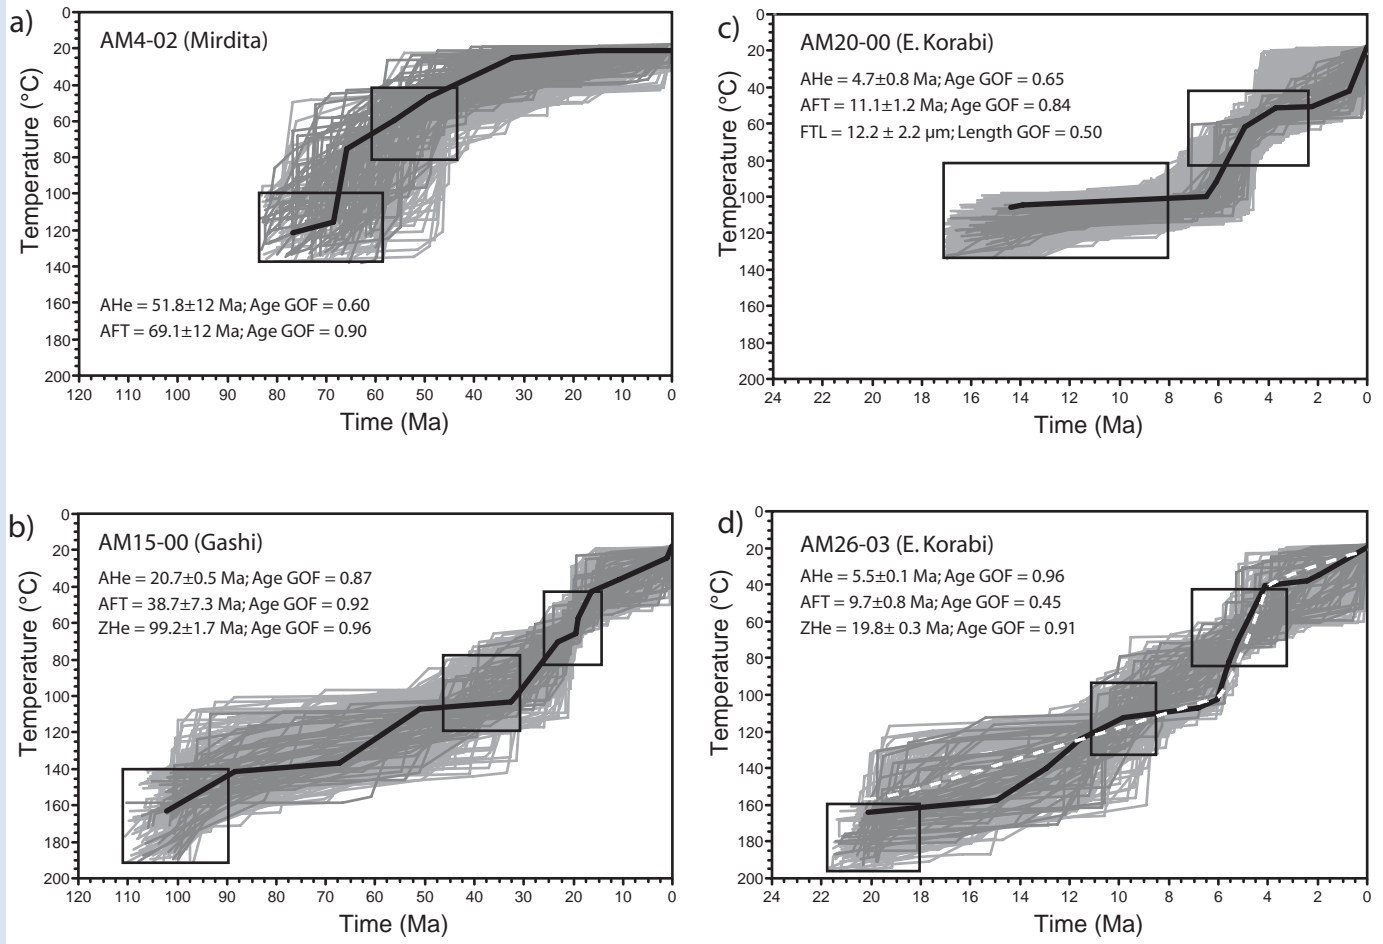 a)
AM4-02 (Mirdita)
AHe = 51.8±12 Ma; Age GOF = 0.60
AFT = 69.1±12 Ma; Age GOF = 0.90
Temperature (°C)
0
20
40
60
80
100
120
140
160
180
200
120 110 100 90 80 70 60 50 40 30 20 10 0
Time (Ma)
c)
AM20-00 (E. Korabi)
AHe = 4.7±0.8 Ma; Age GOF = 0.65
AFT = 11.1±1.2 Ma; Age GOF = 0.84
FTL = 12.2 ± 2.2 µm; Length GOF = 0.50
Temperature (°C)
0
20
40
60
80
100
120
140
160
180
200
24 22 20 18 16 14 12 10 8 6 4 2 0
Time (Ma)
b)
AM15-00 (Gashi)
AHe = 20.7±0.5 Ma; Age GOF = 0.87
AFT = 38.7±7.3 Ma; Age GOF = 0.92
ZHe = 99.2±1.7 Ma; Age GOF = 0.96
Temperature (°C)
0
20
40
60
80
100
120
140
160
180
200
120 110 100 90 80 70 60 50 40 30 20 10 0
Time (Ma)
d)
AM26-03 (E. Korabi)
AHe = 5.5±0.1 Ma; Age GOF = 0.96
AFT = 9.7±0.8 Ma; Age GOF = 0.45
ZHe = 19.8± 0.3 Ma; Age GOF = 0.91
Temperature (°C)
0
20
40
60
80
100
120
140
160
180
200
24 22 20 18 16 14 12 10 8 6 4 2 0
Time (Ma)